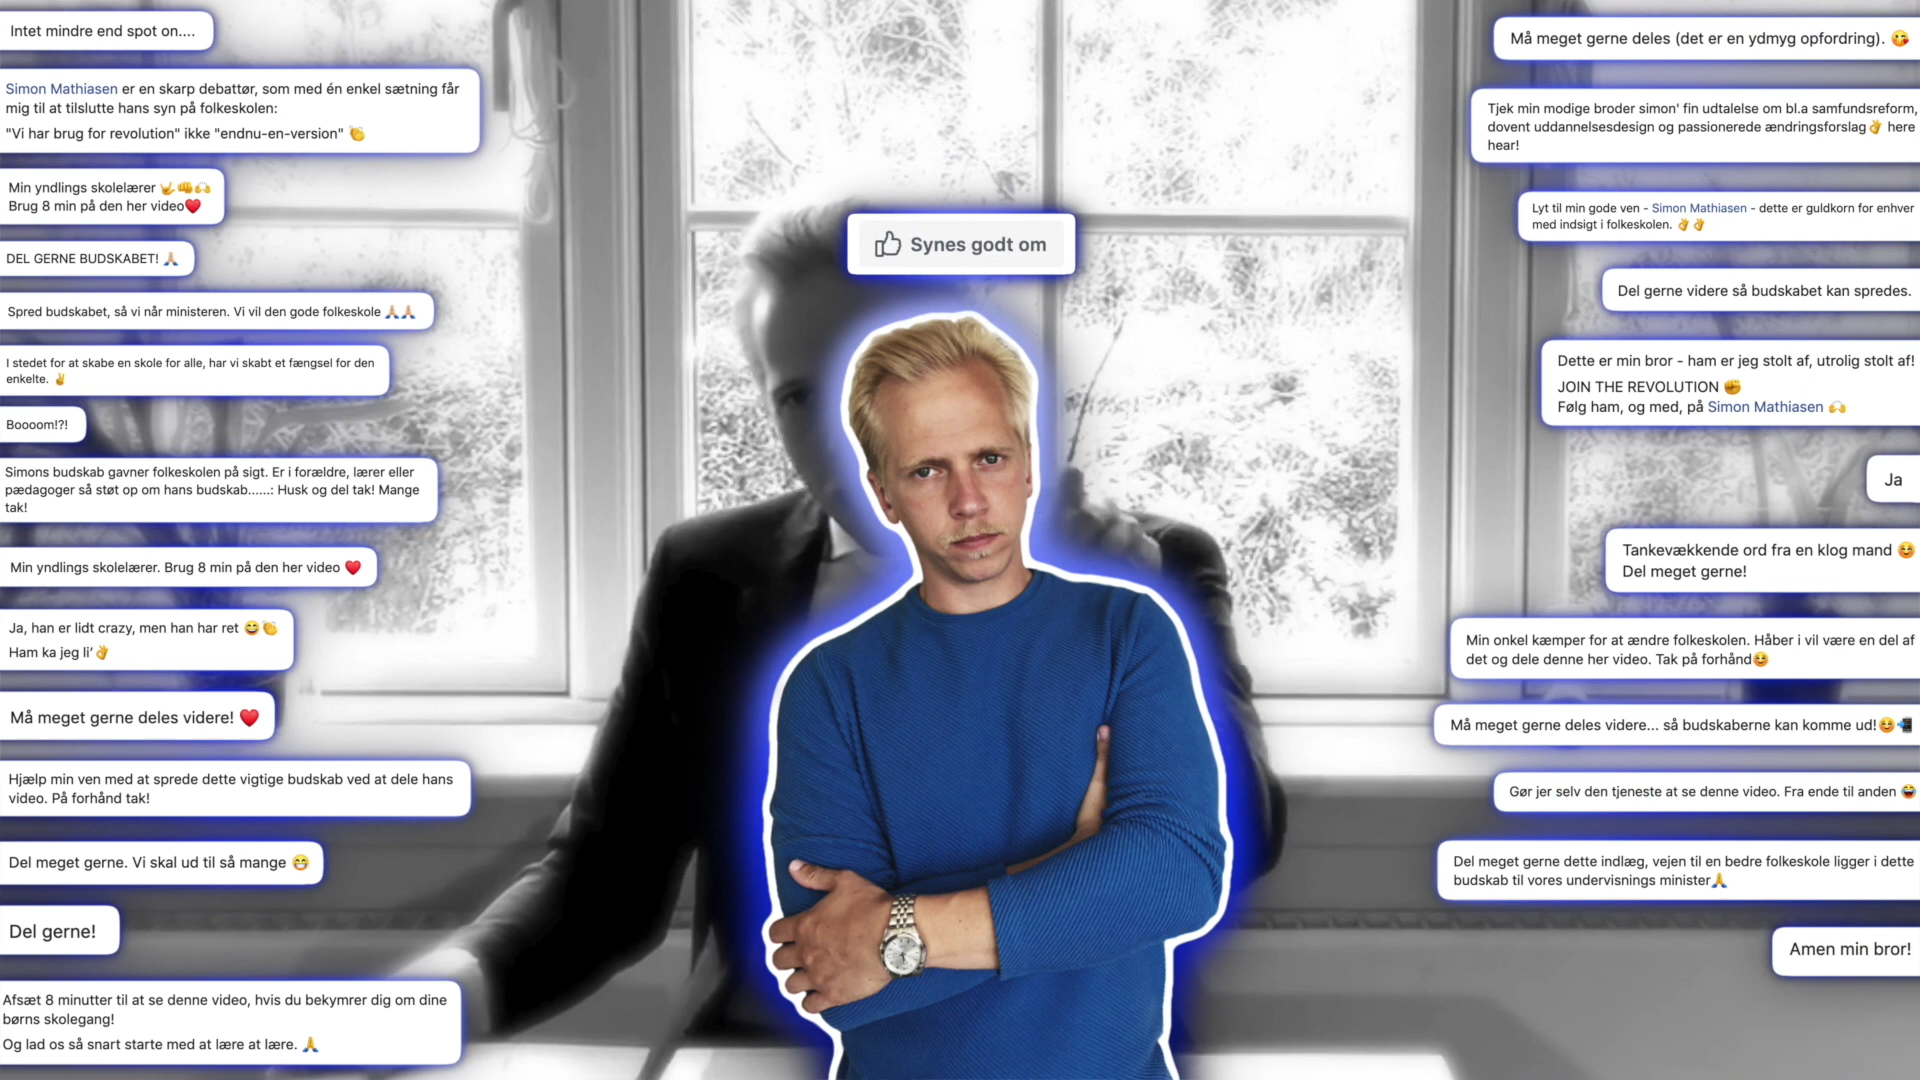 Intet mindre end spot on....
Simon Mathiasen er en skarp debattør, som med én enkel sætning får
mig til at tilslutte hans syn på folkeskolen:
"Vi har brug for revolution" ikke "endnu-en-version" 👏
Min yndlings skolelærer 🤟👊🙌
Brug 8 min på den her video❤️
DEL GERNE BUDSKABET! 🙏
Spred budskabet, så vi når ministeren. Vi vil den gode folkeskole 🙏🙏
I stedet for at skabe en skole for alle, har vi skabt et fængsel for den
enkelte. ✌️
Boooom!?!
Simons budskab gavner folkeskolen på sigt. Er i forældre, lærer eller
pædagoger så støt op om hans budskab......: Husk og del tak! Mange
tak!
Min yndlings skolelærer. Brug 8 min på den her video ❤️
Ja, han er lidt crazy, men han har ret 😄👏
Ham ka jeg li’👌
Må meget gerne deles videre! ❤️
Hjælp min ven med at sprede dette vigtige budskab ved at dele hans
video. På forhånd tak!
Del meget gerne. Vi skal ud til så mange 😁
Del gerne!
Afsæt 8 minutter til at se denne video, hvis du bekymrer dig om dine
børns skolegang!
Og lad os så snart starte med at lære at lære. 🙏
Synes godt om
Må meget gerne deles (det er en ydmyg opfordring). 😘
Tjek min modige broder simon' fin udtalelse om bl.a samfundsreform,
dovent uddannelsesdesign og passionerede ændringsforslag👌 here
hear!
Lyt til min gode ven - Simon Mathiasen - dette er guldkorn for enhver
med indsigt i folkeskolen. 👌👌
Del gerne videre så budskabet kan spredes.
Dette er min bror - ham er jeg stolt af, utrolig stolt af!
JOIN THE REVOLUTION ✊
Følg ham, og med, på Simon Mathiasen 🙌
Ja
Tankevækkende ord fra en klog mand 😊
Del meget gerne!
Min onkel kæmper for at ændre folkeskolen. Håber i vil være en del af
det og dele denne her video. Tak på forhånd😊
Må meget gerne deles videre... så budskaberne kan komme ud!😊📲
Gør jer selv den tjeneste at se denne video. Fra ende til anden 😂
Del meget gerne dette indlæg, vejen til en bedre folkeskole ligger i dette
budskab til vores undervisnings minister🙏
Amen min bror!